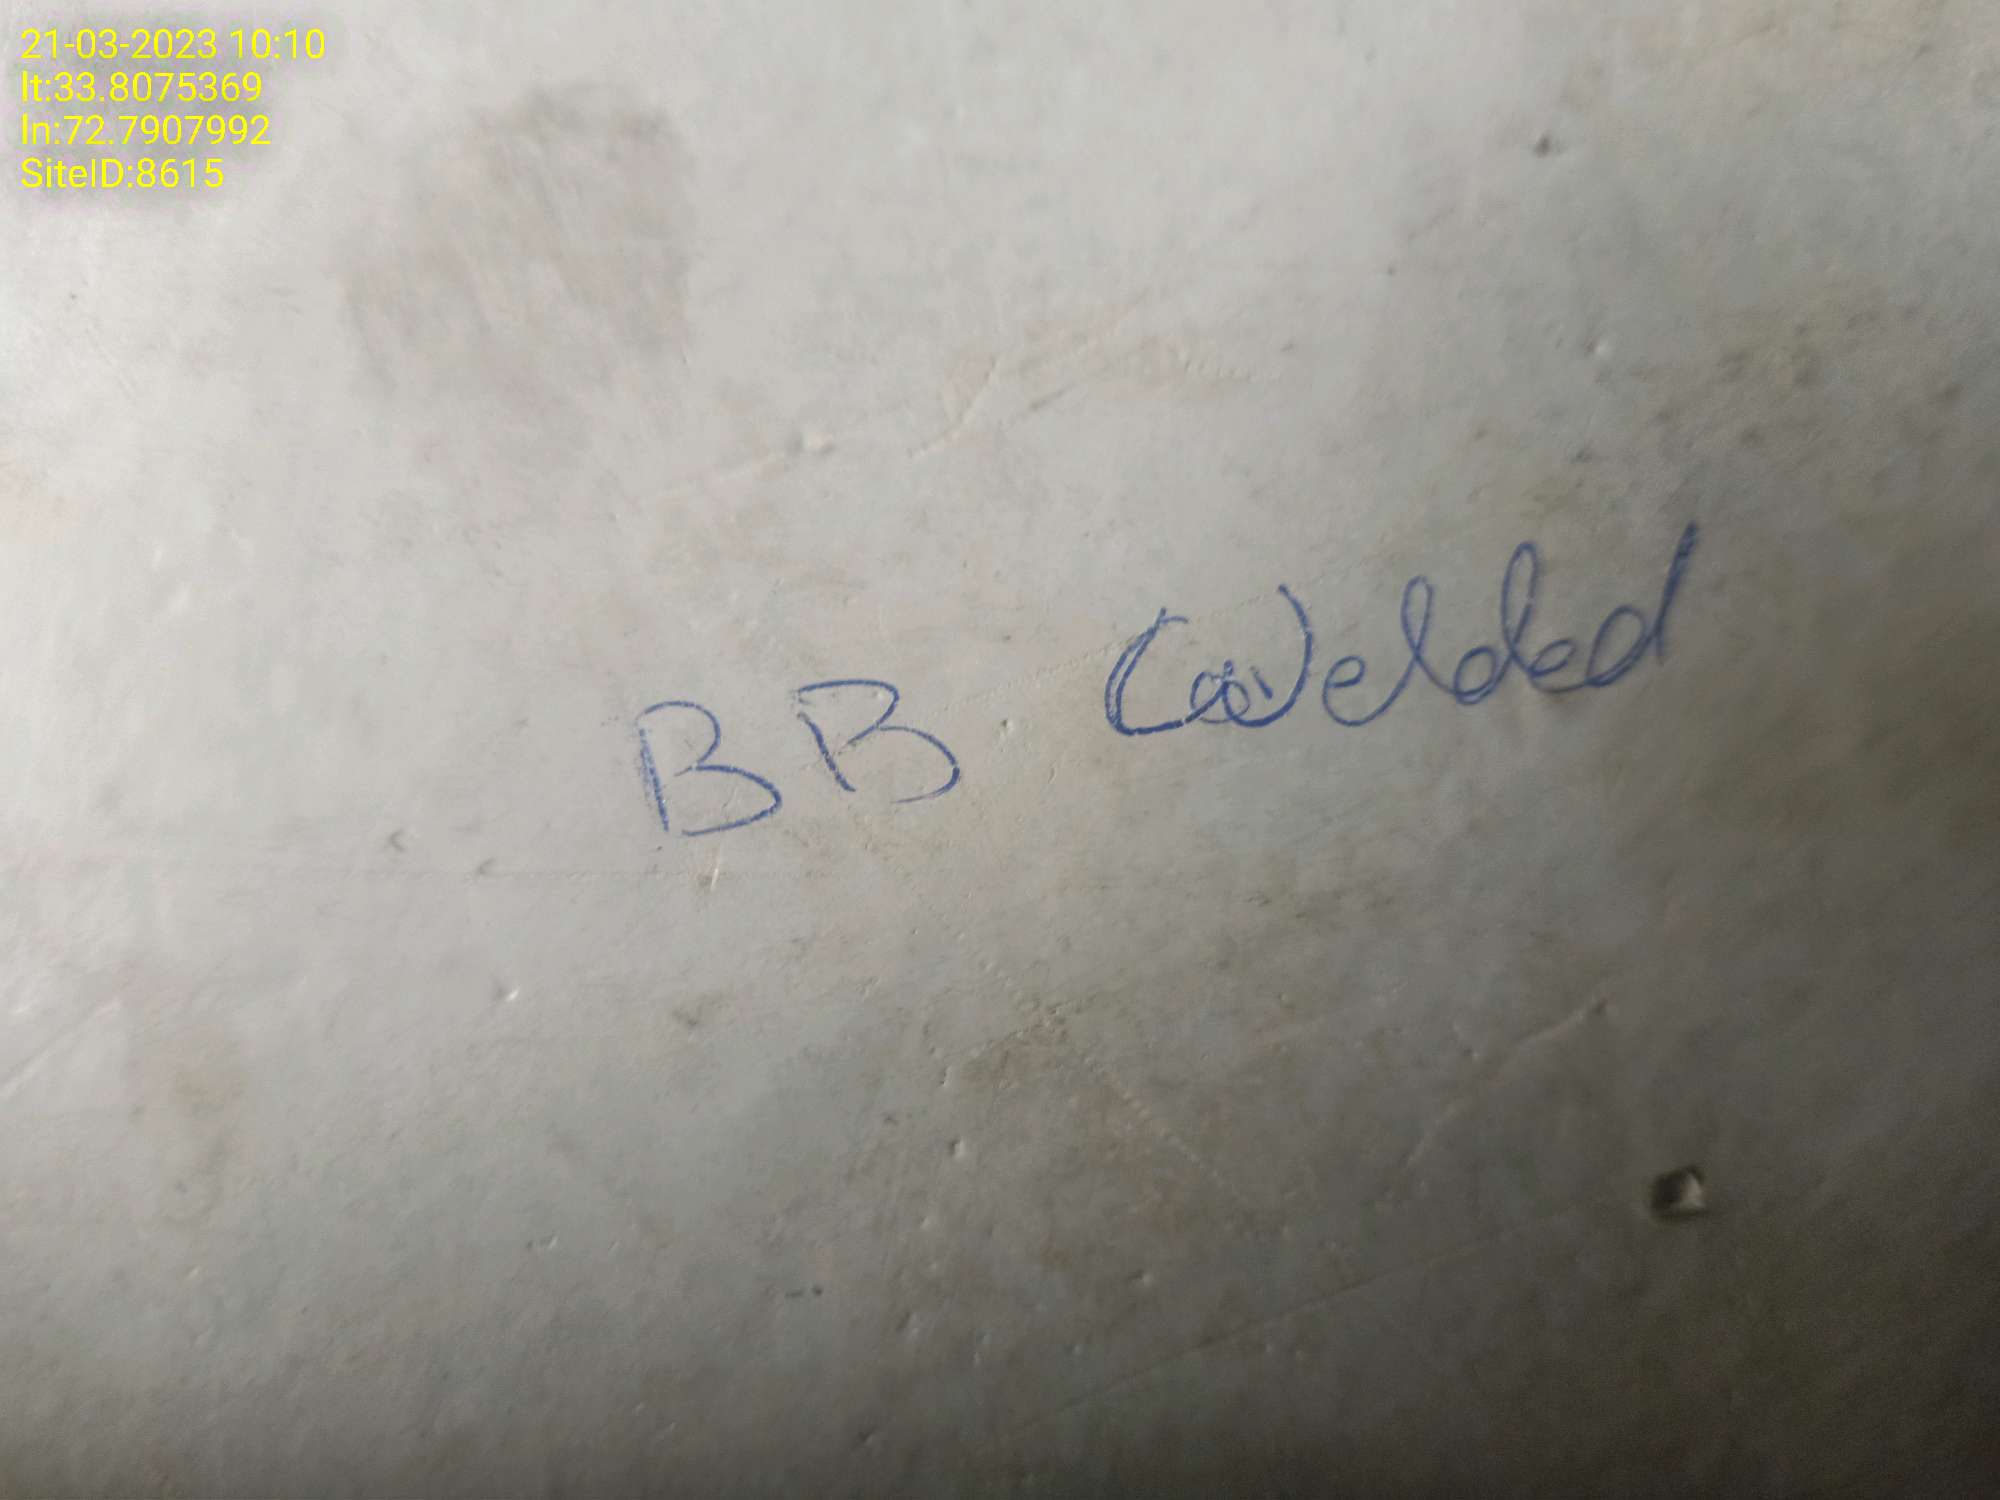 21-03-2023 10:10
lt:33.8075369
ln:72.7907992
SiteID:8615
BB Welded